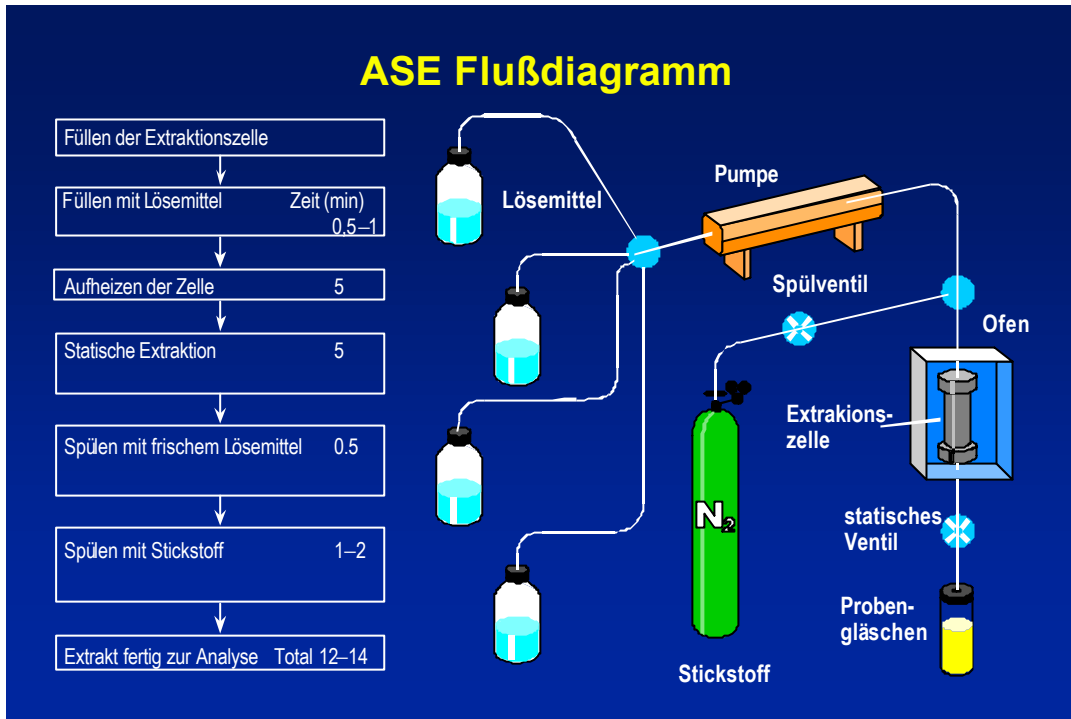 ASE Flußdiagramm
Füllen der Extraktionszelle
Füllen mit Lösemittel Zeit (min)
0,5–1
Aufheizen der Zelle 5
Statische Extraktion 5
Spülen mit frischem Lösemittel 0.5
Spülen mit Stickstoff 1–2
Extrakt fertig zur Analyse Total 12–14
Lösemittel
Pumpe
Spülventil
Ofen
Extrakions-
zelle
N2
statisches
Ventil
Proben-
gläschen
Stickstoff